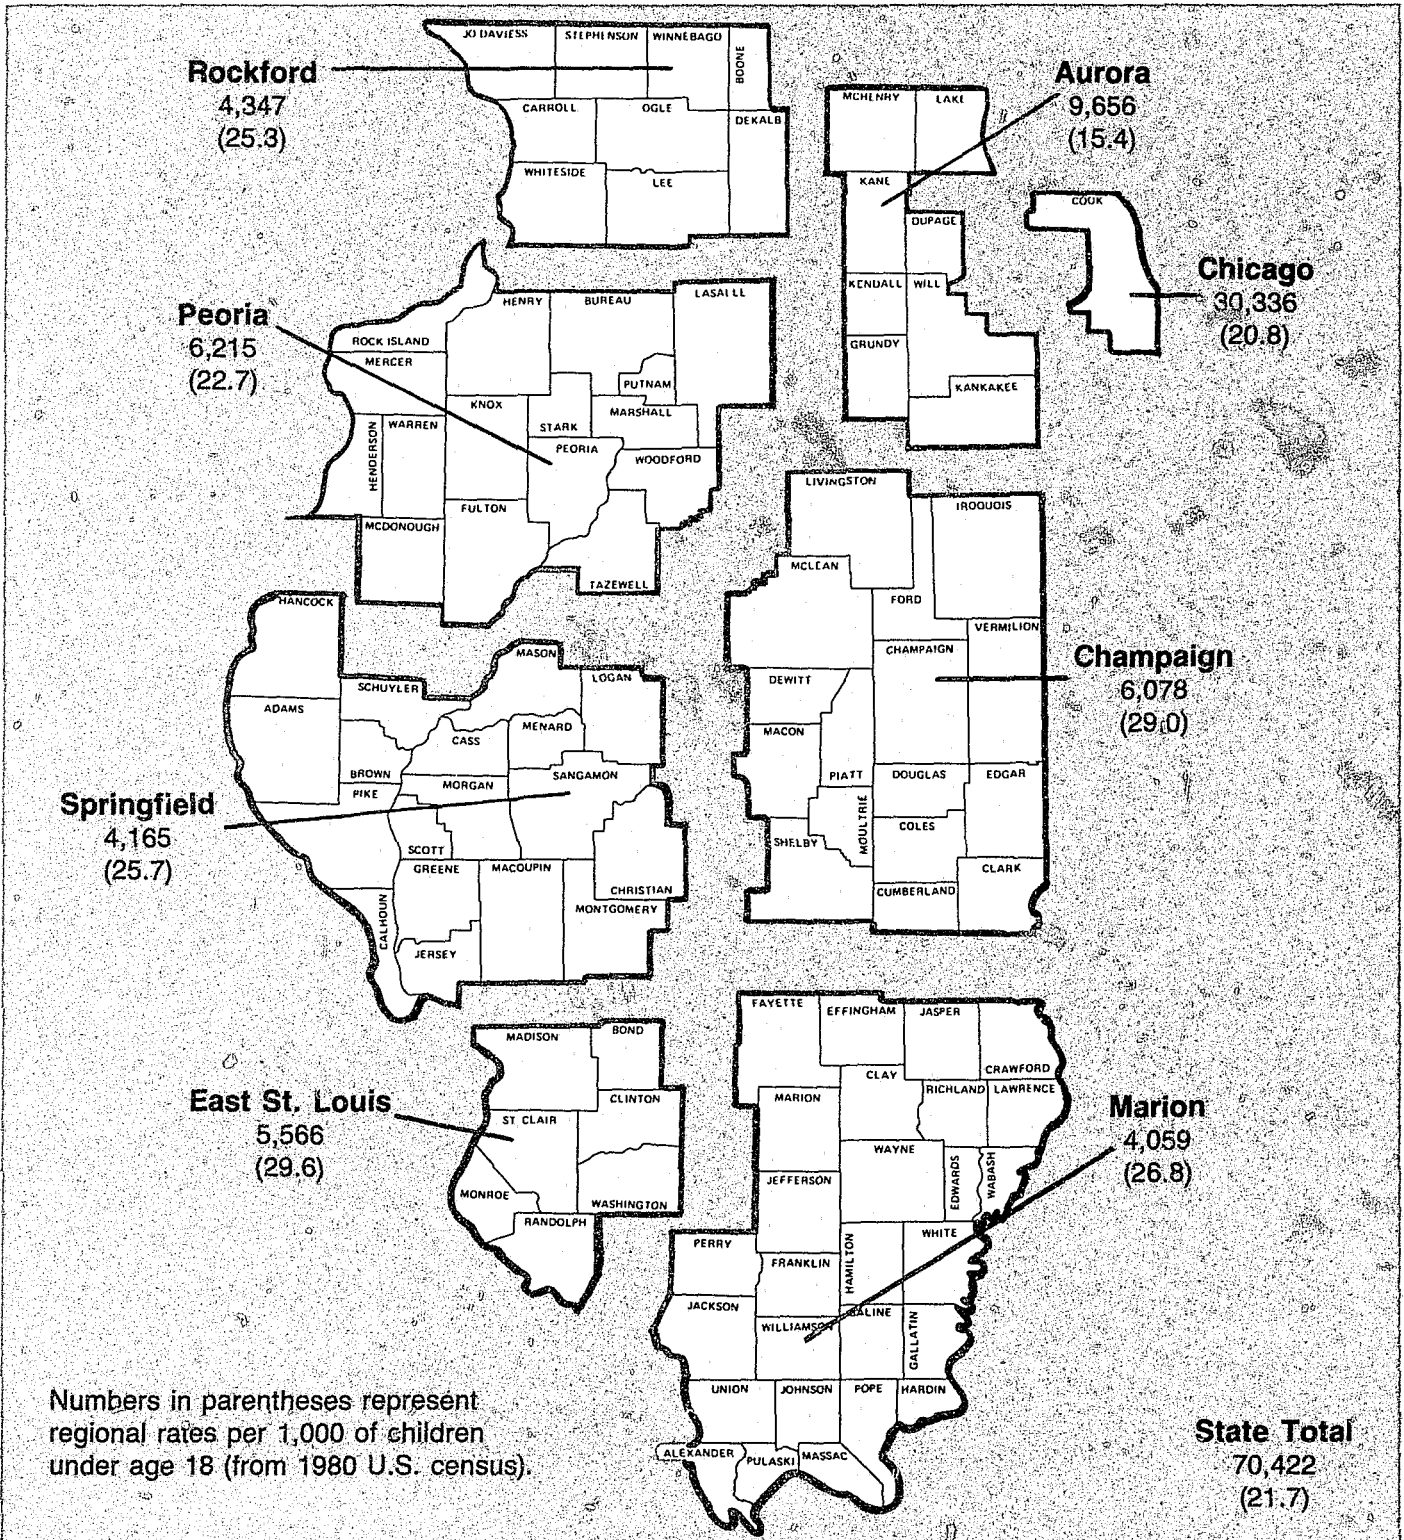 JO DAVIESS
STEPHENSON
WINNEBAGO
BOONE
CARROLL
OGLE
DEKALB
WHITESIDE
LEE
Rockford
4,347
(25.3)
Aurora
9,656
(15.4)
MCHENRY
LAKE
KANE
DUPAGE
KENDALL
WILL
GRUNDY
KANKAKEE
COOK
Chicago
30,336
(20.8)
Peoria
6,215
(22.7)
HENRY
BUREAU
LASALLE
ROCK ISLAND
MERCER
PUTNAM
KNOX
STARK
MARSHALL
HENDERSON
WARREN
PEORIA
WOODFORD
FULTON
MCDONOUGH
TAZEWELL
LIVINGSTON
IROQUOIS
MCLEAN
FORD
VERMILION
CHAMPAIGN
DEWITT
MACON
PIATT
DOUGLAS
EDGAR
MOULTRIE
COLES
SHELBY
CLARK
CUMBERLAND
Champaign
6,078
(29.0)
HANCOCK
MASON
LOGAN
SCHUYLER
ADAMS
MENARD
CASS
BROWN
SANGAMON
PIKE
MORGAN
SCOTT
GREENE
MACOUPIN
CHRISTIAN
MONTGOMERY
CALHOUN
JERSEY
Springfield
4,165
(25.7)
MADISON
BOND
CLINTON
ST CLAIR
MONROE
WASHINGTON
RANDOLPH
East St. Louis
5,566
(29.6)
FAYETTE
EFFINGHAM
JASPER
CLAY
CRAWFORD
MARION
RICHLAND
LAWRENCE
WAYNE
EDWARDS
WABASH
JEFFERSON
PERRY
HAMILTON
WHITE
FRANKLIN
JACKSON
WILLIAMSON
SALINE
GALLATIN
UNION
JOHNSON
POPE
HARDIN
ALEXANDER
PULASKI
MASSAC
Marion
4,059
(26.8)
Numbers in parentheses represent
regional rates per 1,000 of children
under age 18 (from 1980 U.S. census).
State Total
70,422
(21.7)